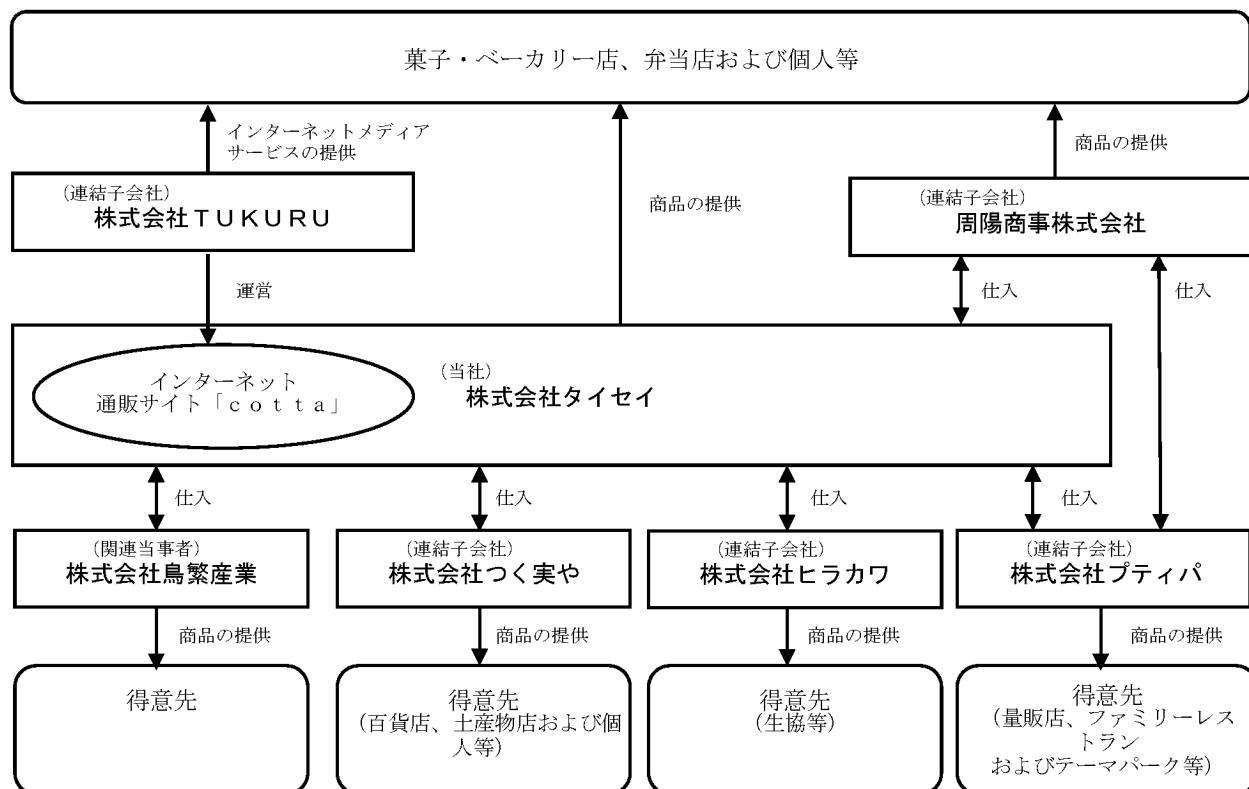 菓子・ベーカリー店、弁当店および個人等
インターネットメディア
サービスの提供
商品の提供
(連結子会社)
株式会社TUKURU
商品の提供
(連結子会社)
周陽商事株式会社
運営
仕入
仕入
インターネット
通販サイト「cotta」
(当社)
株式会社タイセイ
仕入
仕入
仕入
仕入
(関連当事者)
株式会社鳥繁産業
(連結子会社)
株式会社つく実や
(連結子会社)
株式会社ヒラカワ
(連結子会社)
株式会社プティパ
商品の提供
商品の提供
商品の提供
商品の提供
得意先
得意先
(百貨店、土産物店および個
人等)
得意先
(生協等)
得意先
(量販店、ファミリーレス
トラン
およびテーマパーク等)